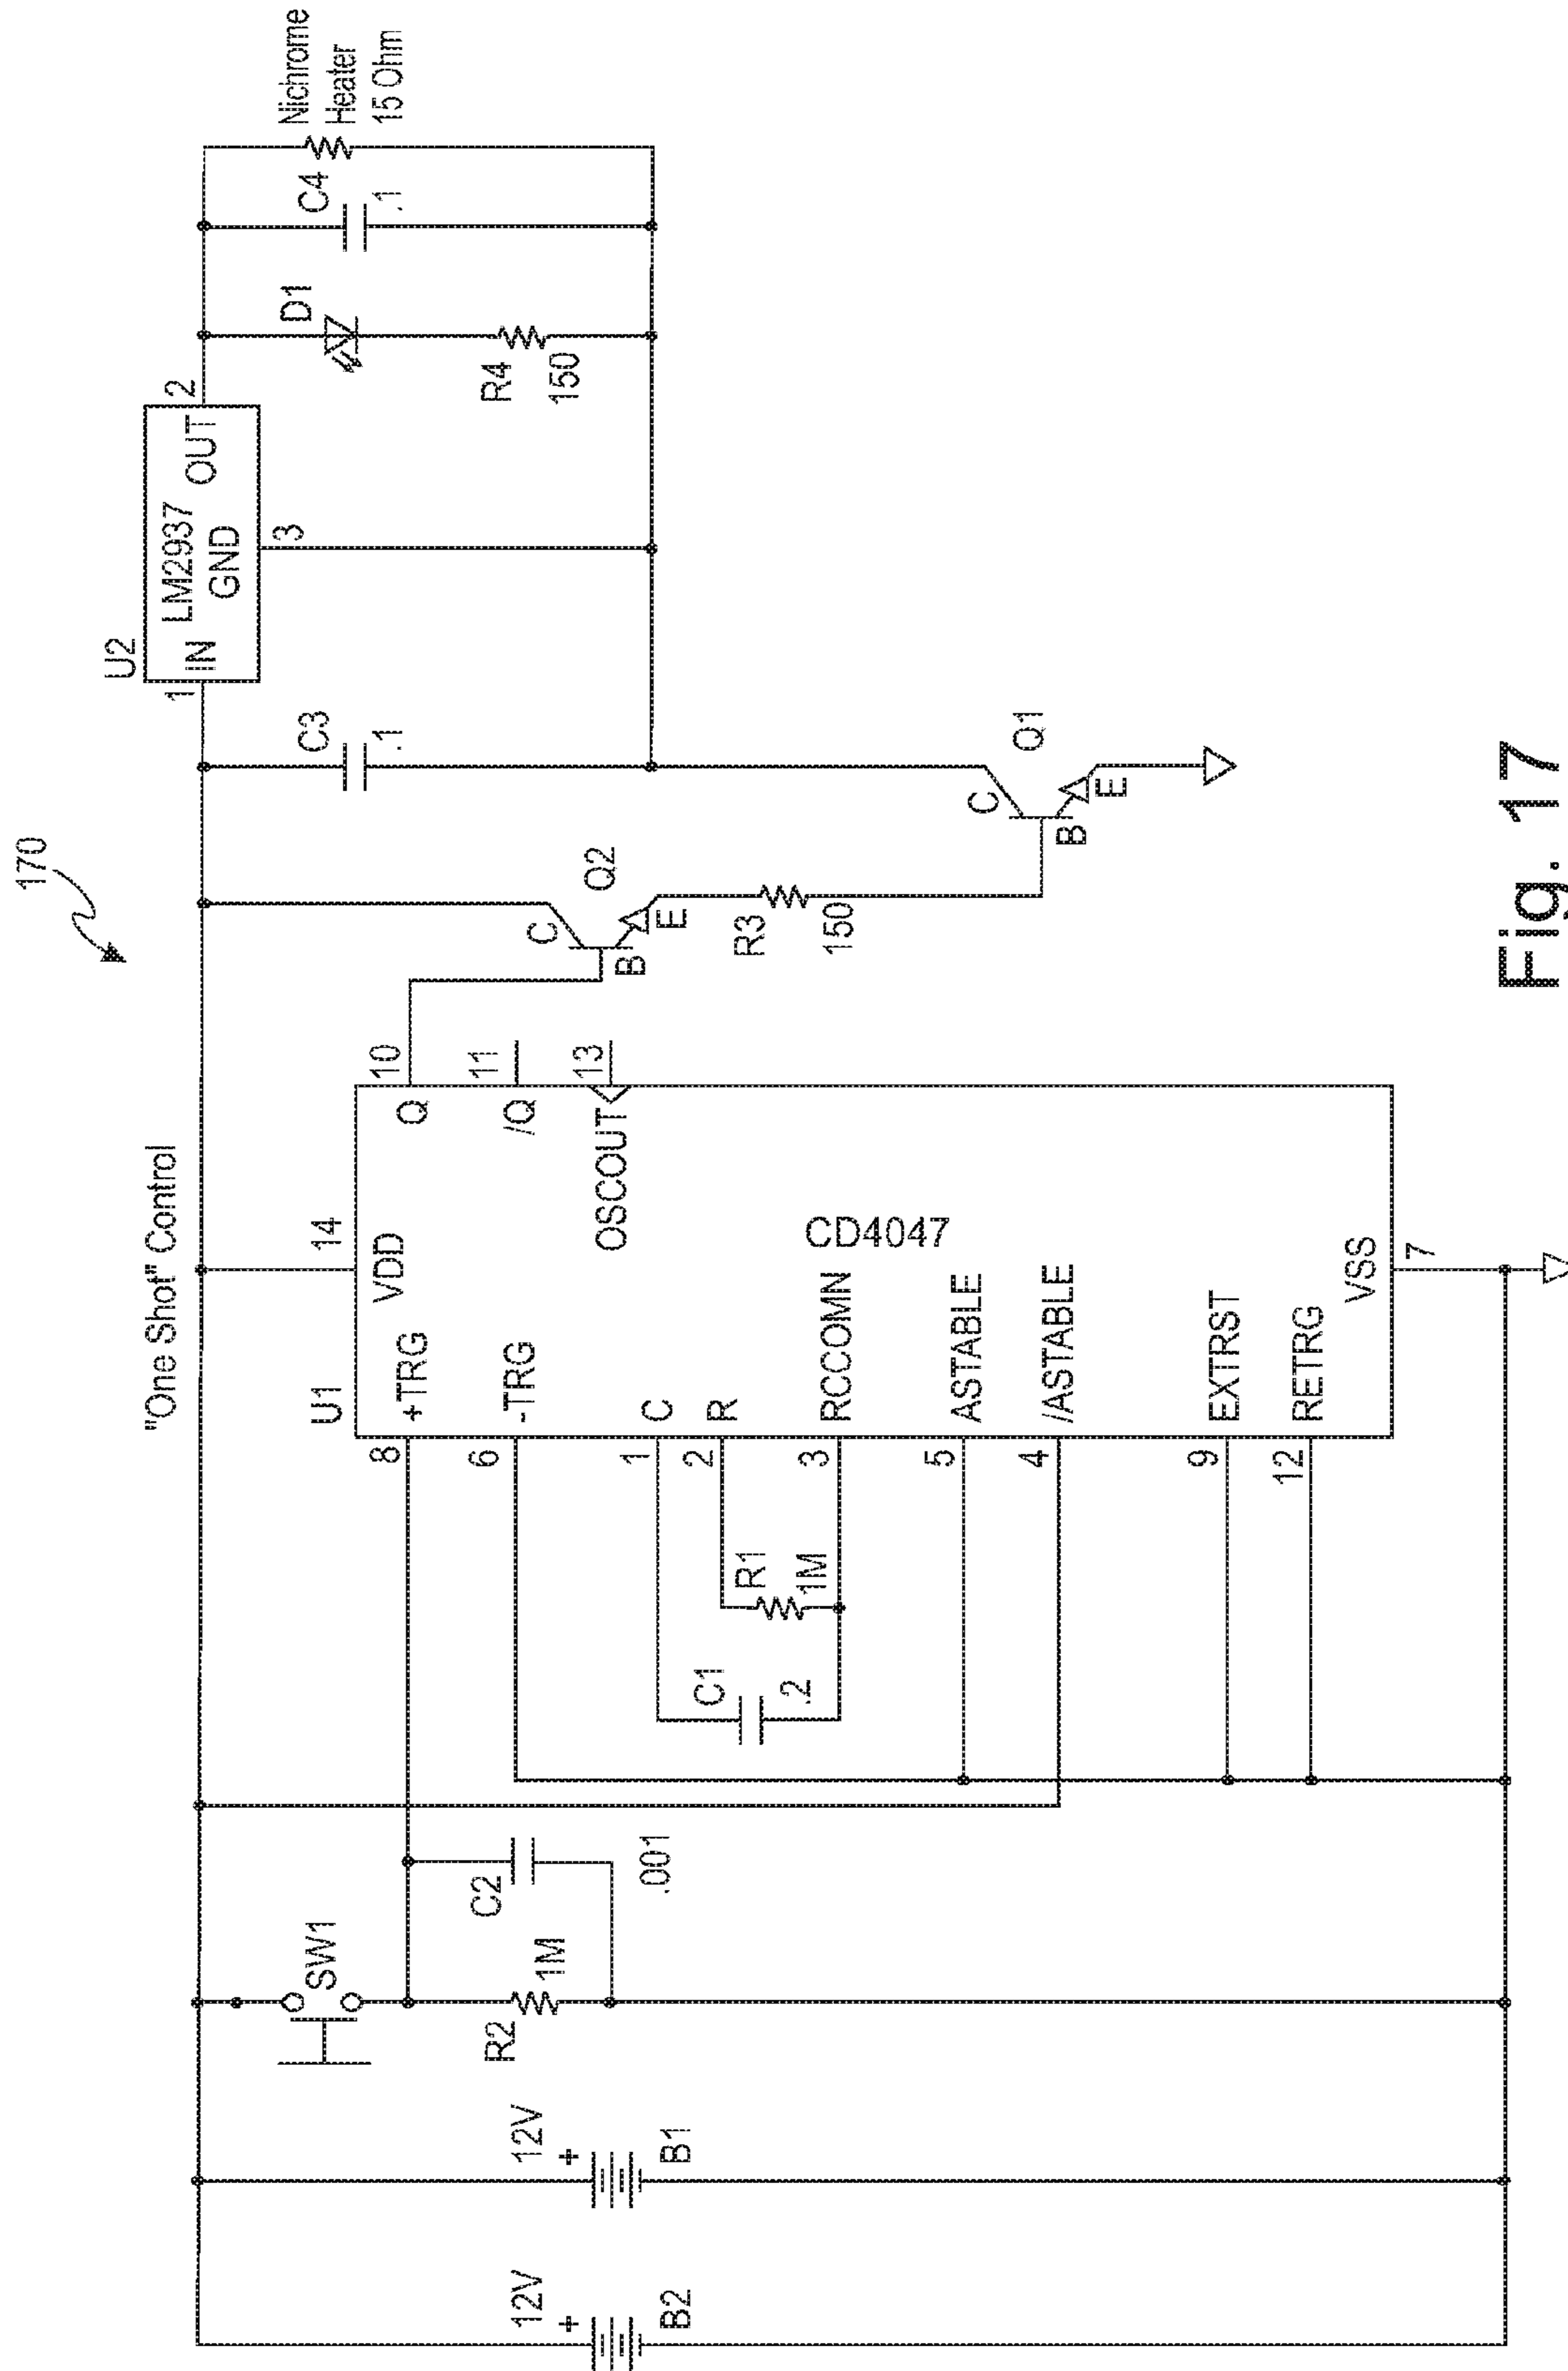 170
"One Shot" Control
U2
1
IN
LM2937
GND
OUT
2
3
C3
.1
D1
R4
150
C4
.1
Nichrome
Heater
15 Ohm
12V
+
B2
12V
+
B1
SW1
R2
1M
C2
.001
U1
14
VDD
8
+TRG
6
-TRG
1
C
2
R
3
RCCOMN
5
ASTABLE
4
/ASTABLE
9
EXTRST
12
RETRG
C1
.2
R1
1M
CD4047
Q
10
/Q
11
OSCOUT
13
VSS
7
C
B
E
Q2
R3
150
C
B
E
Q1
Fig. 17